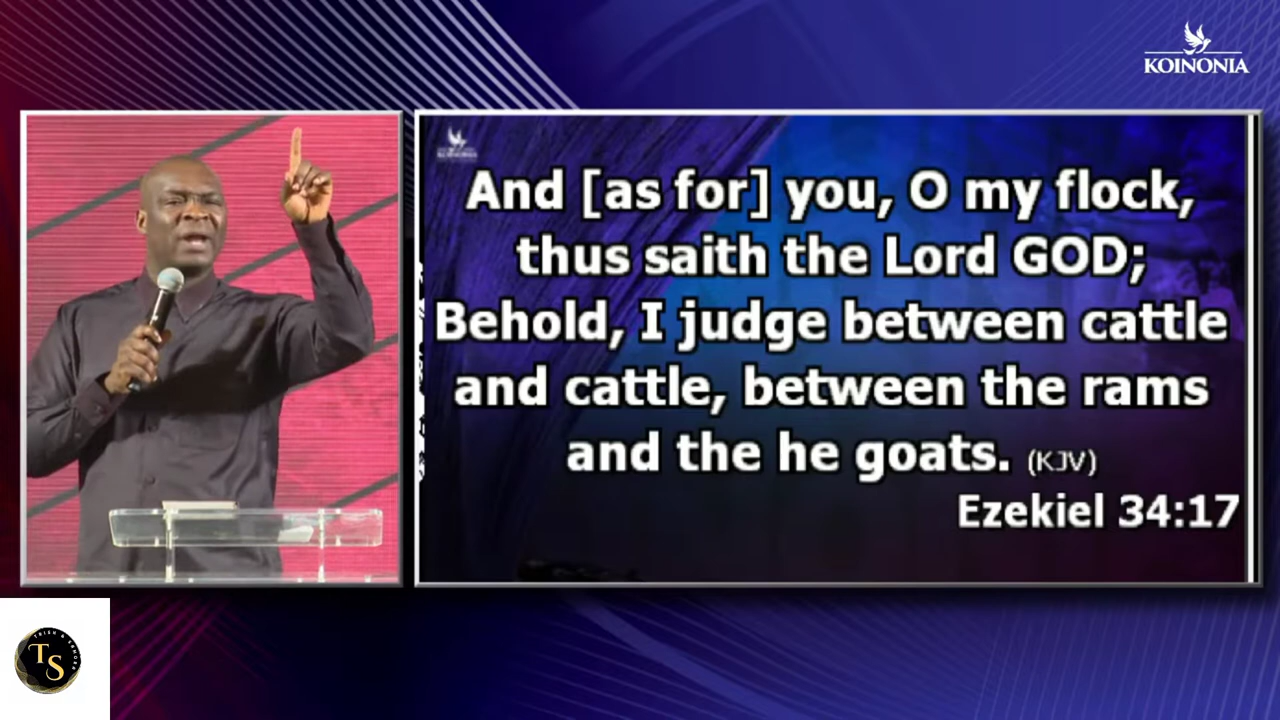 KOINONIA
KOINONIA
And [as for] you, O my flock,
thus saith the Lord GOD;
Behold, I judge between cattle
and cattle, between the rams
and the he goats. (KJV)
Ezekiel 34:17
TS